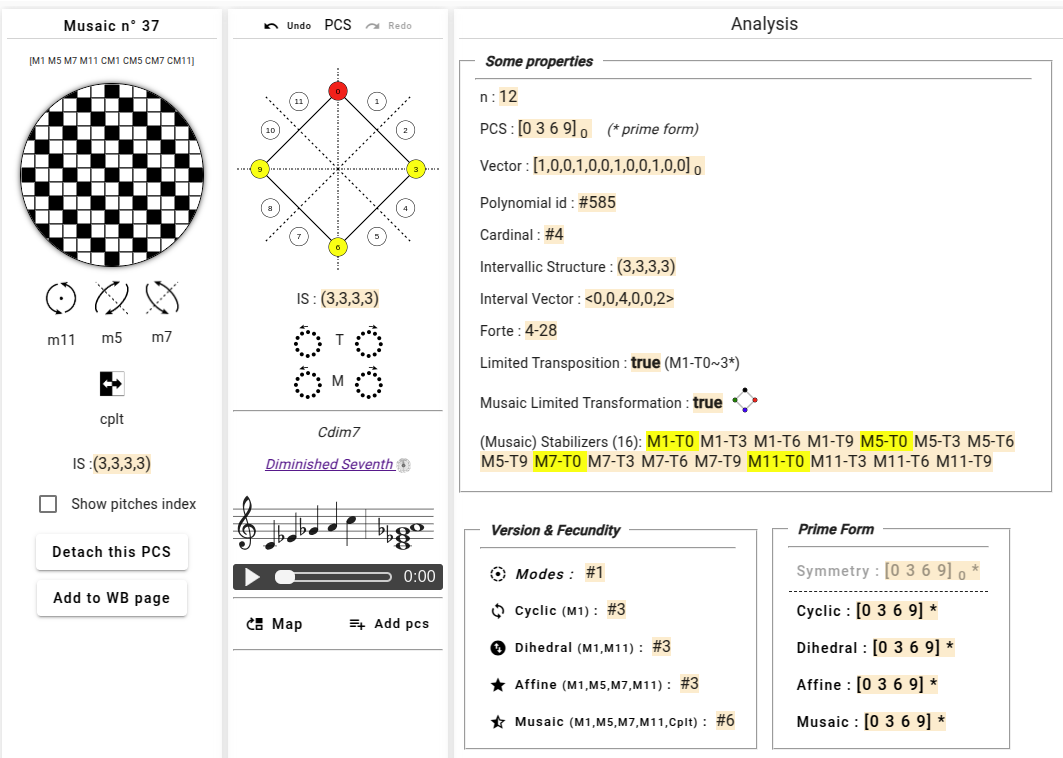 Musaic n° 37
[M1 M5 M7 M11 CM1 CM5 CM7 CM11]
m11 m5 m7
cplt
IS :(3,3,3,3)
Show pitches index
Detach this PCS
Add to WB page
Undo PCS Redo
0
11 1
10 2
9 3
8 4
7 5
6
IS : (3,3,3,3)
T
M
Cdim7
Diminished Seventh
0:00
Map Add pcs
Analysis
Some properties
n : 12
PCS : [0 3 6 9] 0 (* prime form)
Vector : [1,0,0,1,0,0,1,0,0,1,0,0] 0
Polynomial id : #585
Cardinal : #4
Intervallic Structure : (3,3,3,3)
Interval Vector : <0,0,4,0,0,2>
Forte : 4-28
Limited Transposition : true (M1-T0~3*)
Musaic Limited Transformation : true
(Musaic) Stabilizers (16): M1-T0 M1-T3 M1-T6 M1-T9 M5-T0 M5-T3 M5-T6
M5-T9 M7-T0 M7-T3 M7-T6 M7-T9 M11-T0 M11-T3 M11-T6 M11-T9
Version & Fecundity
Modes : #1
Cyclic (M1) : #3
Dihedral (M1,M11) : #3
Affine (M1,M5,M7,M11) : #3
Musaic (M1,M5,M7,M11,Cplt) : #6
Prime Form
Symmetry : [0 3 6 9] 0 *
Cyclic : [0 3 6 9] *
Dihedral : [0 3 6 9] *
Affine : [0 3 6 9] *
Musaic : [0 3 6 9] *